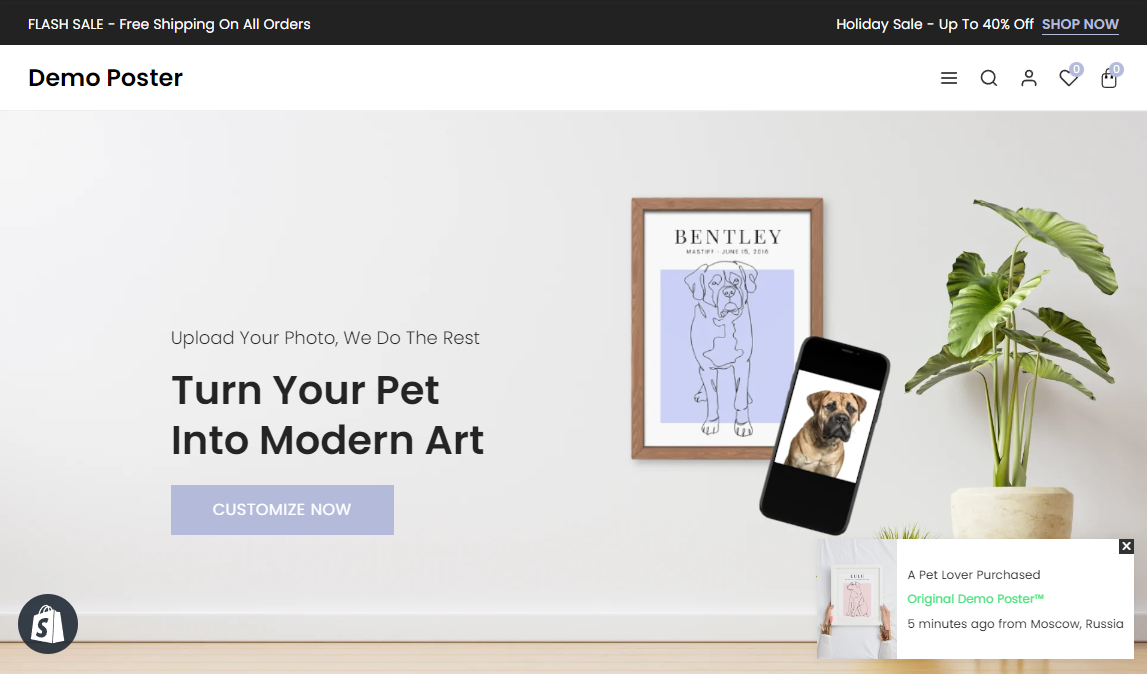 FLASH SALE - Free Shipping On All Orders
Holiday Sale - Up To 40% Off SHOP NOW
Demo Poster
0
0
BENTLEY
MASTIFF - JUNE 15, 2016
Upload Your Photo, We Do The Rest
Turn Your Pet
Into Modern Art
CUSTOMIZE NOW
LULU
A Pet Lover Purchased
Original Demo Poster™
5 minutes ago from Moscow, Russia
S